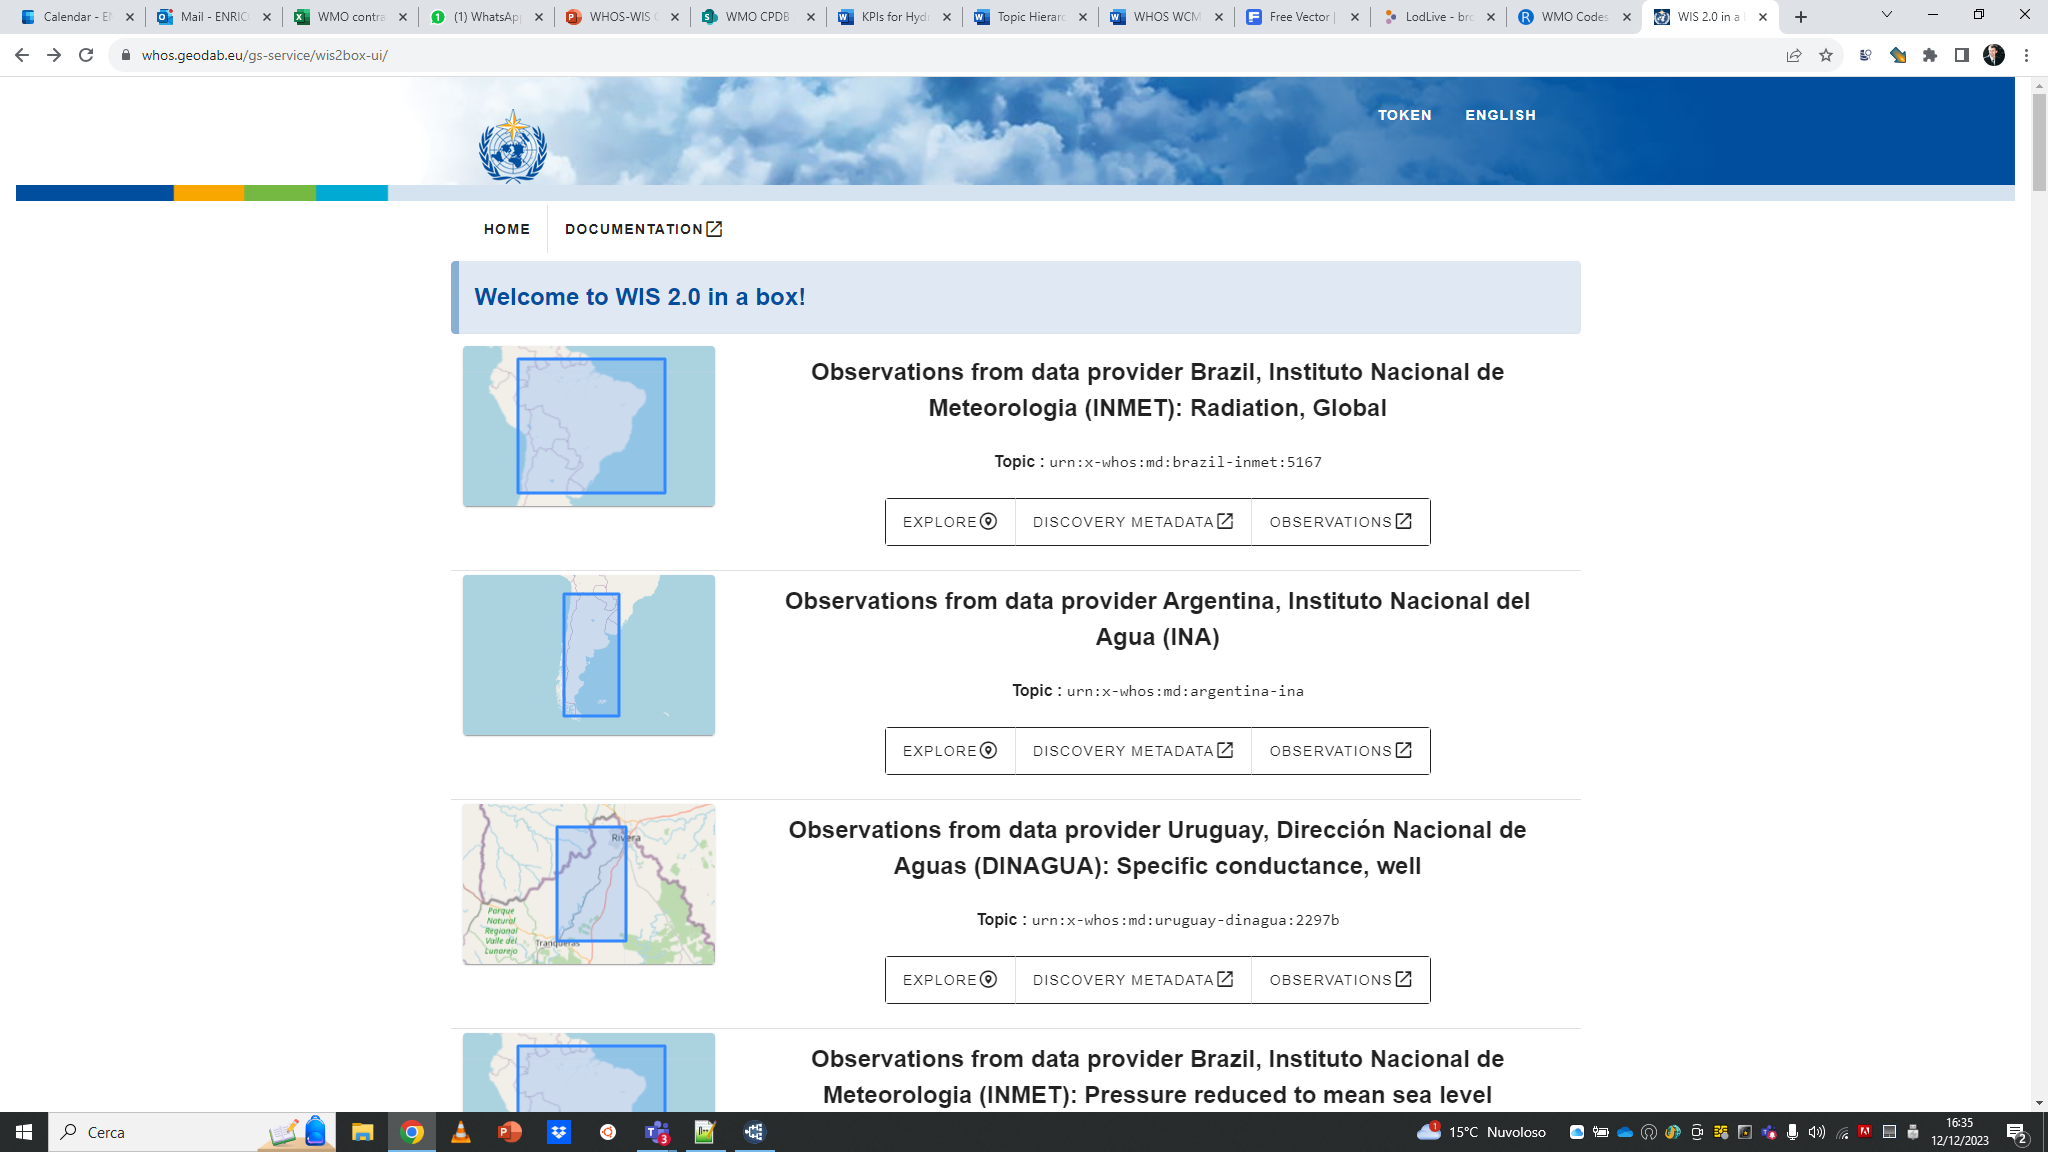 Calendar - E
Mail - ENRIC
WMO contra
(1) WhatsAp
WHOS-WIS
WMO CPDB
KPIs for Hyd
Topic Hierar
WHOS WCM
Free Vector
LodLive - bro
WMO Codes
WIS 2.0 in a
whos.geodab.eu/gs-service/wis2box-ui/
TOKEN
ENGLISH
HOME
DOCUMENTATION
Welcome to WIS 2.0 in a box!
Observations from data provider Brazil, Instituto Nacional de
Meteorologia (INMET): Radiation, Global
Topic : urn:x-whos:md:brazil-inmet:5167
EXPLORE
DISCOVERY METADATA
OBSERVATIONS
Observations from data provider Argentina, Instituto Nacional del
Agua (INA)
Topic : urn:x-whos:md:argentina-ina
EXPLORE
DISCOVERY METADATA
OBSERVATIONS
Rivera
Parque
Natural
Regional
Valle del
Lunarejo
Tranqueras
Observations from data provider Uruguay, Dirección Nacional de
Aguas (DINAGUA): Specific conductance, well
Topic : urn:x-whos:md:uruguay-dinagua:2297b
EXPLORE
DISCOVERY METADATA
OBSERVATIONS
Observations from data provider Brazil, Instituto Nacional de
Meteorologia (INMET): Pressure reduced to mean sea level
Cerca
3
1
15°C Nuvoloso
16:35
12/12/2023
2